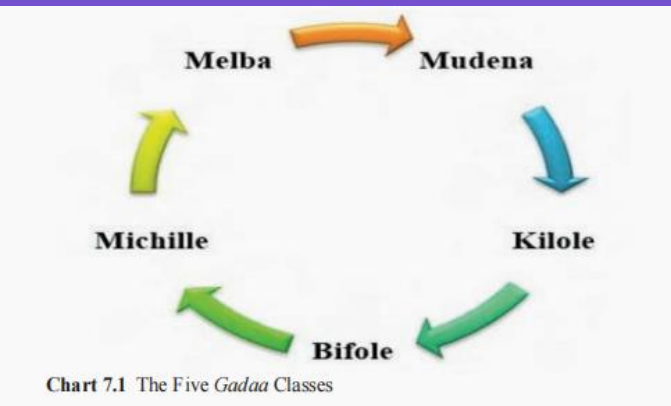 Melba
Mudena
Kilole
Bifole
Michille
Chart 7.1 The Five Gadaa Classes